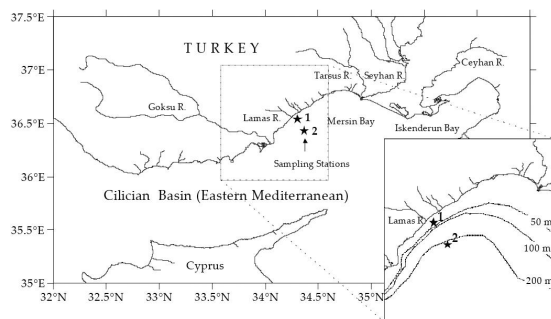 37.5°E
TURKEY
37°E
Tarsus R.
Seyhan R.
Ceyhan R.
Goksu R.
Lamas R.
1
Mersin Bay
36.5°E
2
Iskenderun Bay
Sampling Stations
36°E
Cilician Basin (Eastern Mediterranean)
35.5°E
Cyprus
35°E
32°N 32.5°N 33°N 33.5°N 34°N 34.5°N
Lamas R.
1
50 m
2
100 m
200 m